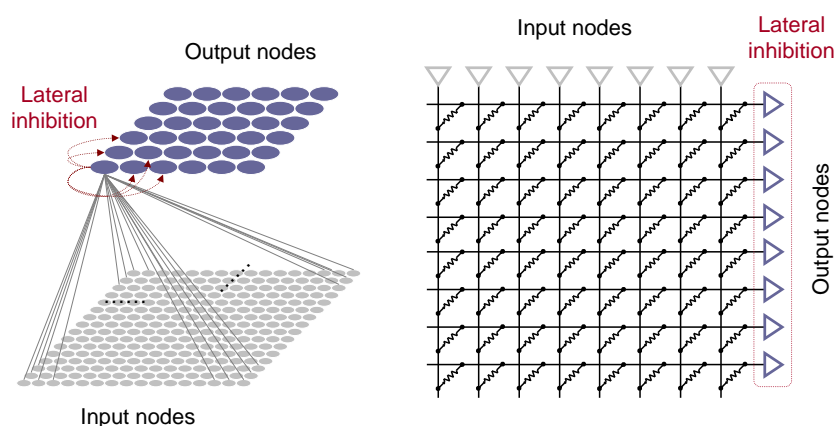 Output nodes
Lateral
inhibition
Input nodes
Input nodes
Lateral
inhibition
Output nodes